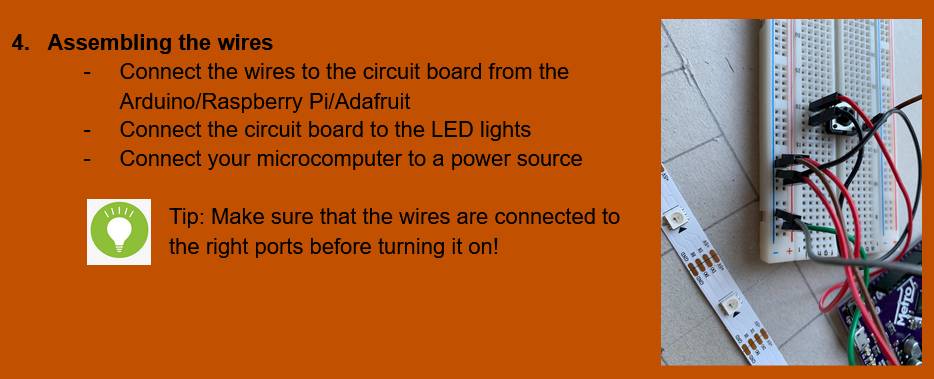 4. Assembling the wires
- Connect the wires to the circuit board from the
Arduino/Raspberry Pi/Adafruit
- Connect the circuit board to the LED lights
- Connect your microcomputer to a power source
Tip: Make sure that the wires are connected to
the right ports before turning it on!
Metro